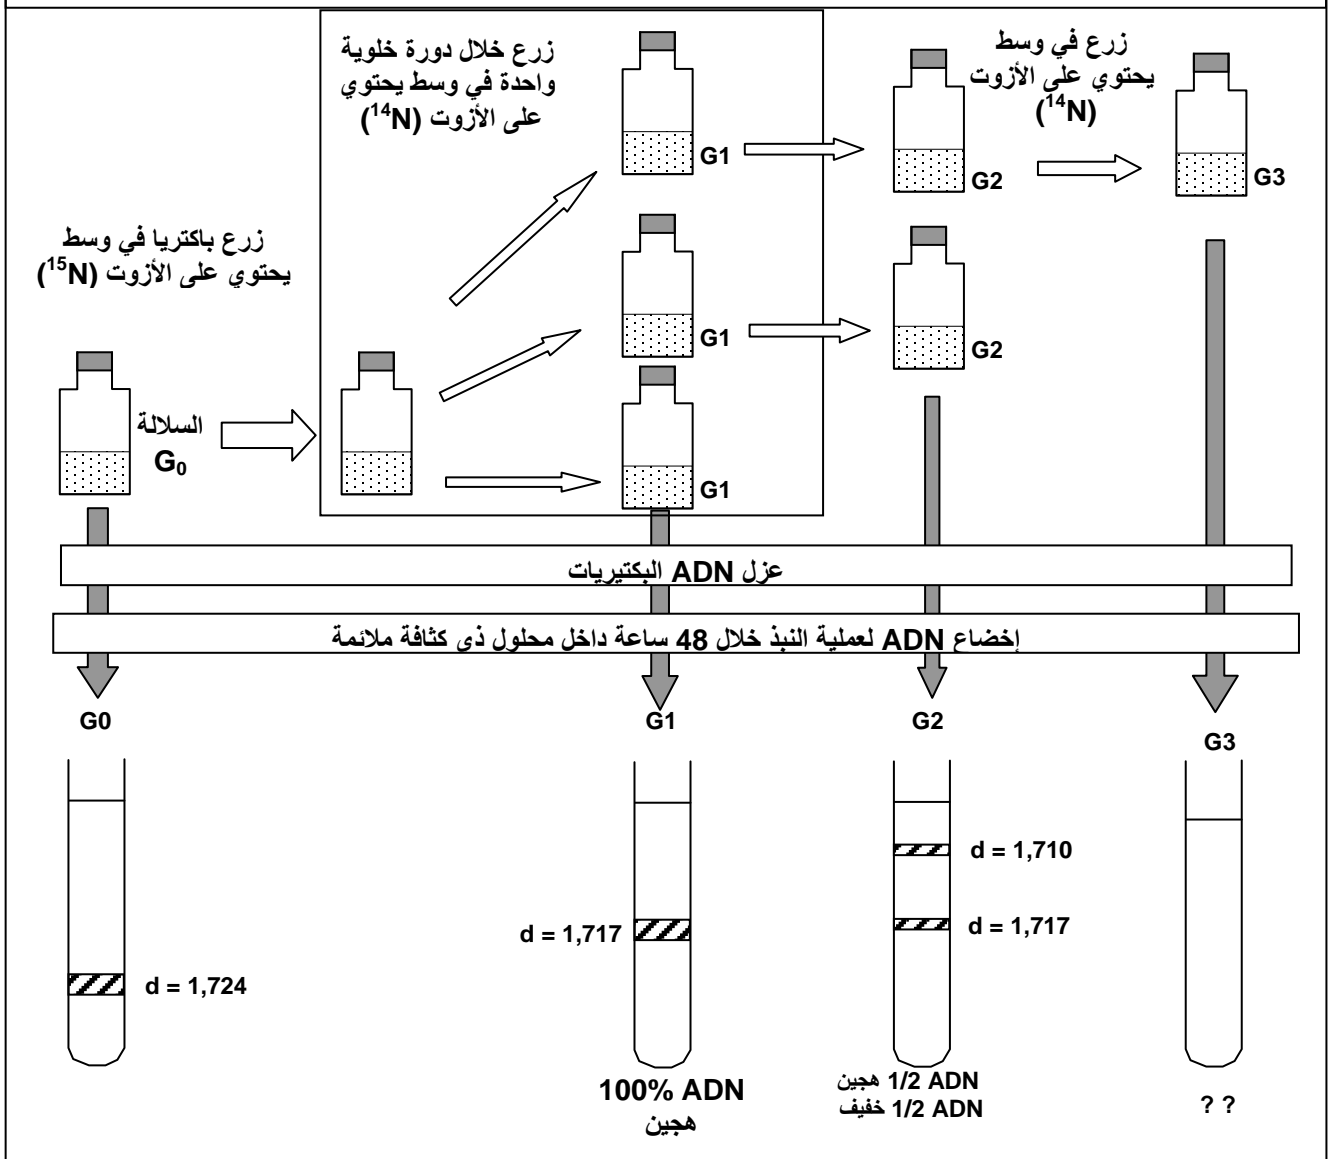 زرع خلال دورة خلوية
واحدة في وسط يحتوي
على الأزوت (¹⁴N)
زرع في وسط
يحتوي على الأزوت
(¹⁴N)
G1
G2
G3
زرع باكتريا في وسط
يحتوي على الأزوت (¹⁵N)
G1
G2
السلالة
G₀
G1
عزل ADN البكتيريات
إخضاع ADN لعملية النبذ خلال 48 ساعة داخل محلول ذي كثافة ملائمة
G0
G1
G2
G3
d = 1,710
d = 1,717
d = 1,717
d = 1,724
100% ADN
هجين
1/2 ADN هجين
1/2 ADN خفيف
? ?